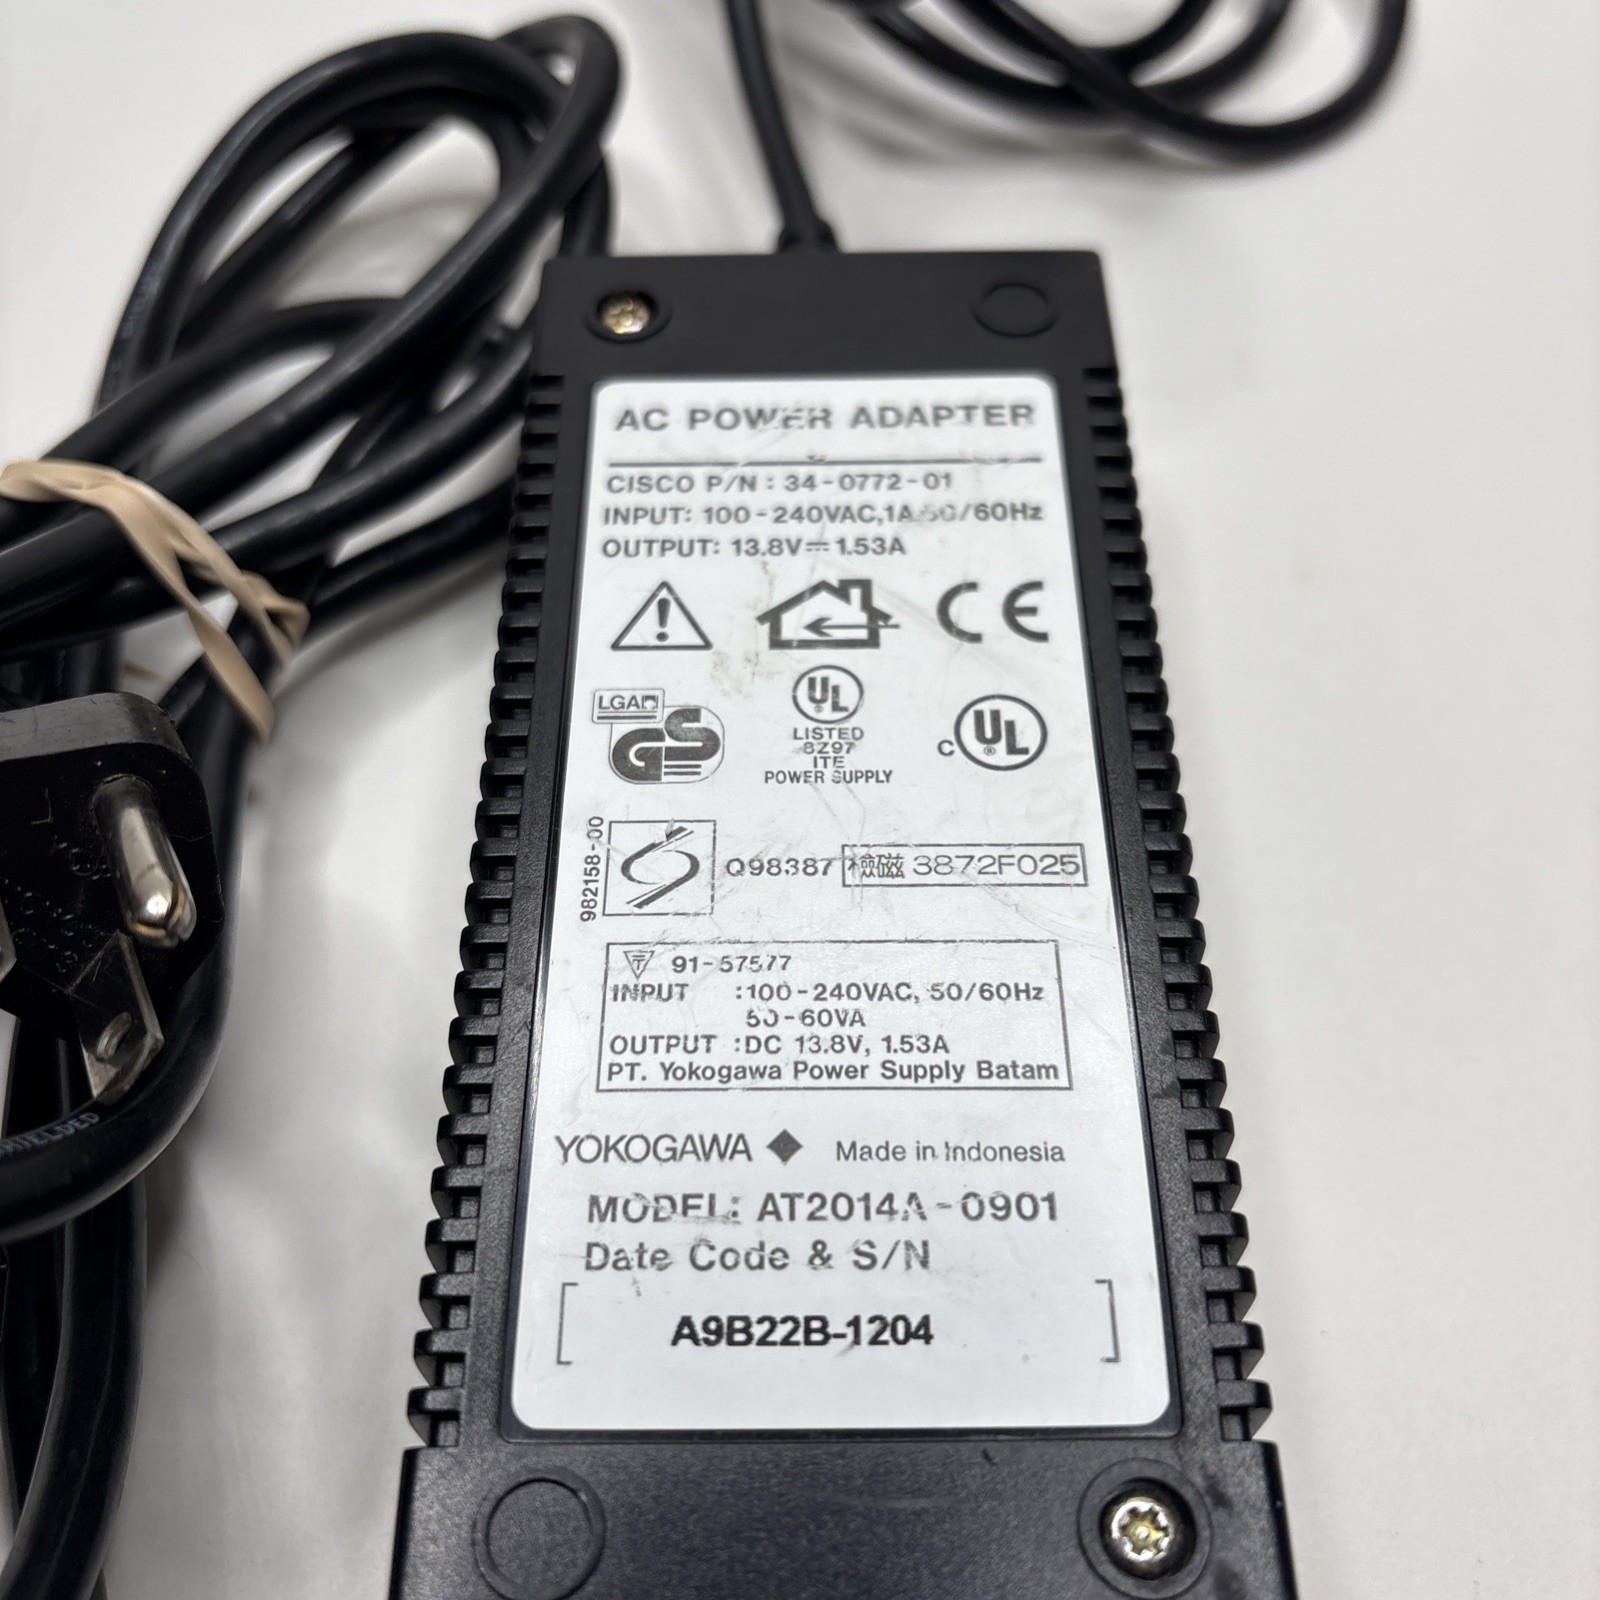 AC POWER ADAPTER
CISCO P/N : 34-0772-01
INPUT: 100-240VAC,1A 50/60Hz
OUTPUT: 13.8V⎓1.53A
CE
LGA
GS
UL
LISTED
8Z97
ITE
POWER SUPPLY
C UL
982158-00
Q98387 檢磁 3872F025
91-57577
INPUT :100-240VAC, 50/60Hz
50-60VA
OUTPUT :DC 13.8V, 1.53A
PT. Yokogawa Power Supply Batam
YOKOGAWA ◆ Made in Indonesia
MODEL: AT2014A-0901
Date Code & S/N
A9B22B-1204
SHIELDED